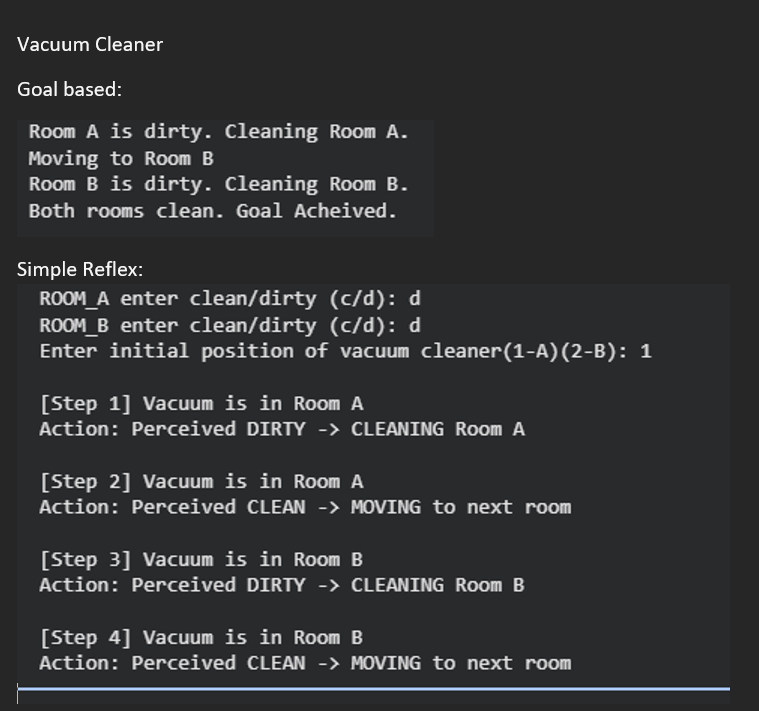 Vacuum Cleaner
Goal based:
Room A is dirty. Cleaning Room A.
Moving to Room B
Room B is dirty. Cleaning Room B.
Both rooms clean. Goal Acheived.
Simple Reflex:
ROOM_A enter clean/dirty (c/d): d
ROOM_B enter clean/dirty (c/d): d
Enter initial position of vacuum cleaner(1-A)(2-B): 1
[Step 1] Vacuum is in Room A
Action: Perceived DIRTY -> CLEANING Room A
[Step 2] Vacuum is in Room A
Action: Perceived CLEAN -> MOVING to next room
[Step 3] Vacuum is in Room B
Action: Perceived DIRTY -> CLEANING Room B
[Step 4] Vacuum is in Room B
Action: Perceived CLEAN -> MOVING to next room